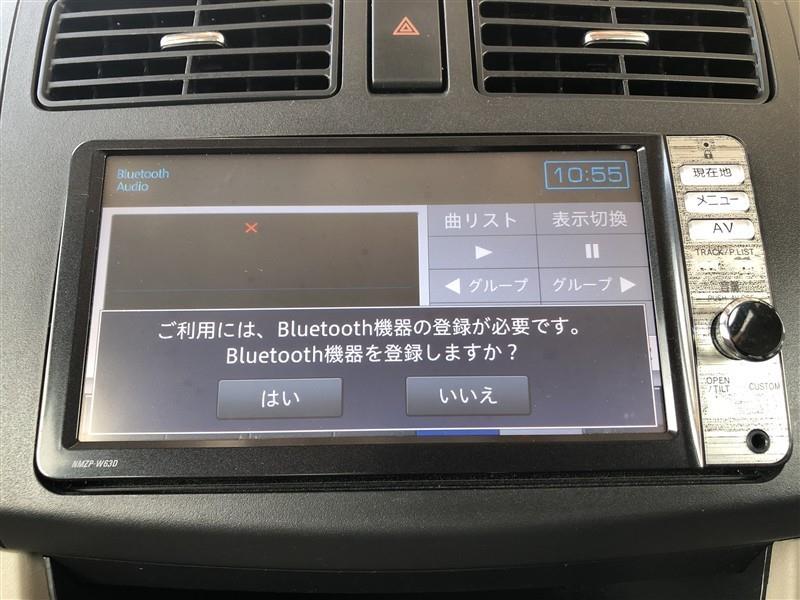 Bluetooth
Audio
10:55
曲リスト
表示切換
グループ
グループ
ご利用には、Bluetooth機器の登録が必要です。
Bluetooth機器を登録しますか？
はい
いいえ
現在地
メニュー
AV
TRACK/P.LIST
OPEN
/TILT
CUSTOM
NMZP-W63D